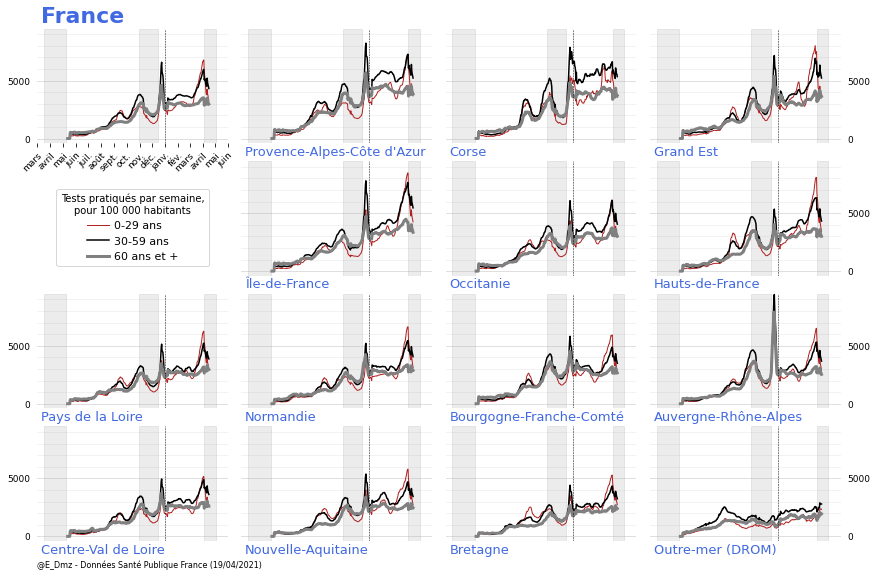 France
5000
0
5000
0
mars avril mai juin juil. août sept. oct. nov. déc. janv. fév. mars avril mai juin
Provence-Alpes-Côte d'Azur Corse Grand Est
Tests pratiqués par semaine,
pour 100 000 habitants
0-29 ans
30-59 ans
60 ans et +
5000
0
Île-de-France Occitanie Hauts-de-France
5000
0
5000
0
Pays de la Loire Normandie Bourgogne-Franche-Comté Auvergne-Rhône-Alpes
5000
0
5000
0
Centre-Val de Loire Nouvelle-Aquitaine Bretagne Outre-mer (DROM)
@E_Dmz - Données Santé Publique France (19/04/2021)